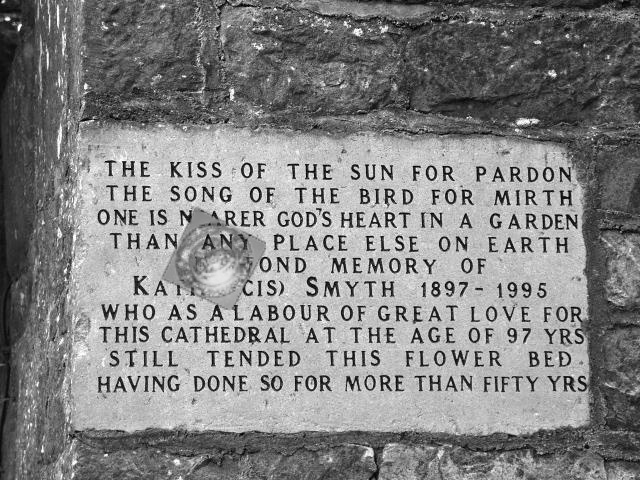 THE KISS OF THE SUN FOR PARDON
THE SONG OF THE BIRD FOR MIRTH
ONE IS NEARER GOD'S HEART IN A GARDEN
THAN ANY PLACE ELSE ON EARTH
FOND MEMORY OF
SMYTH 1897-1995
WHO AS A LABOUR OF GREAT LOVE FOR
THIS CATHEDRAL AT THE AGE OF 97 YRS
STILL TENDED THIS FLOWER BED
HAVING DONE SO FOR MORE THAN FIFTY YRS